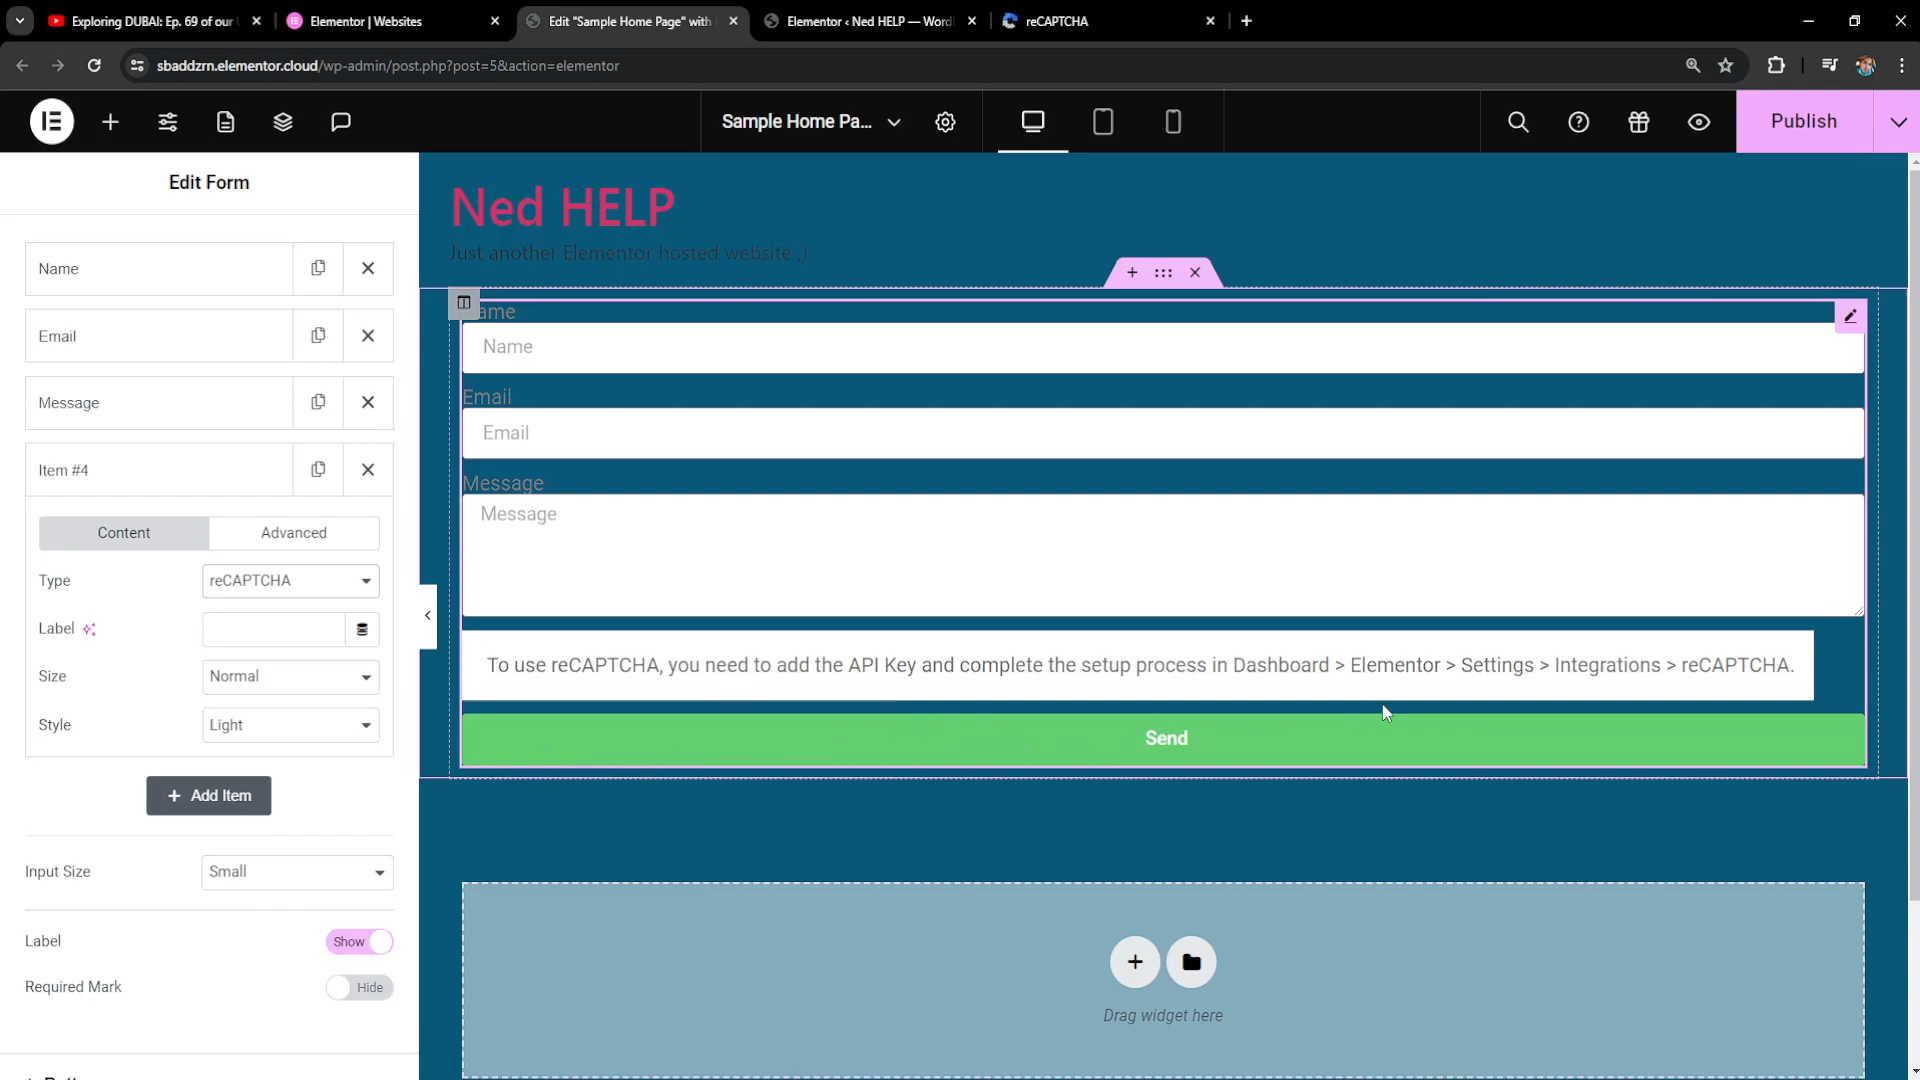 Exploring DUBAI: Ep. 69 of our
Elementor | Websites
Edit "Sample Home Page" with
Elementor ‹ Ned HELP — Word
reCAPTCHA
sbaddzrn.elementor.cloud/wp-admin/post.php?post=5&action=elementor
Sample Home Pa...
Publish
Edit Form
Name
Email
Message
Item #4
Content
Advanced
Type
reCAPTCHA
Label
Size
Normal
Style
Light
+ Add Item
Input Size
Small
Label
Show
Required Mark
Hide
Ned HELP
Just another Elementor hosted website ;)
ame
Name
Email
Email
Message
Message
To use reCAPTCHA, you need to add the API Key and complete the setup process in Dashboard > Elementor > Settings > Integrations > reCAPTCHA.
Send
Drag widget here